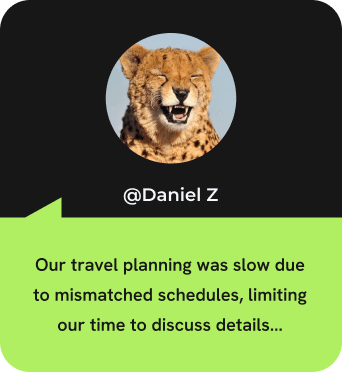 @Daniel Z
Our travel planning was slow due
to mismatched schedules, limiting
our time to discuss details...